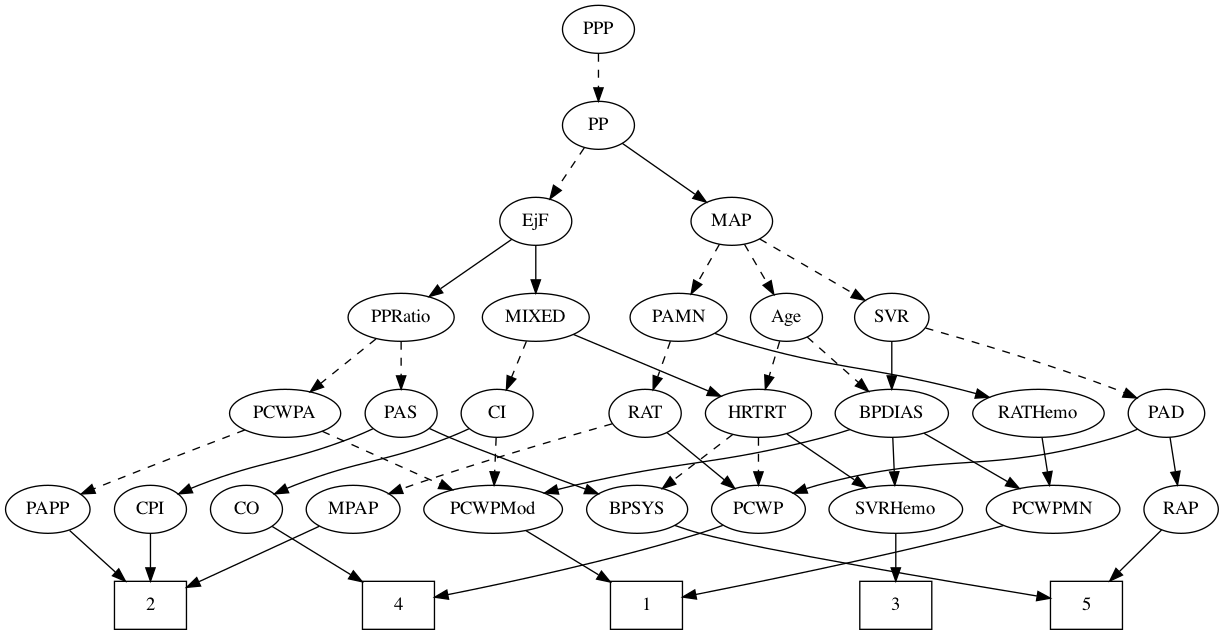 PPP
PP
EjF MAP
PPRatio MIXED PAMN Age SVR
PCWPA PAS CI RAT HRTRT BPDIAS RATHemo PAD
PAPP CPI CO MPAP PCWPMod BPSYS PCWP SVRHemo PCWPMN RAP
2 4 1 3 5